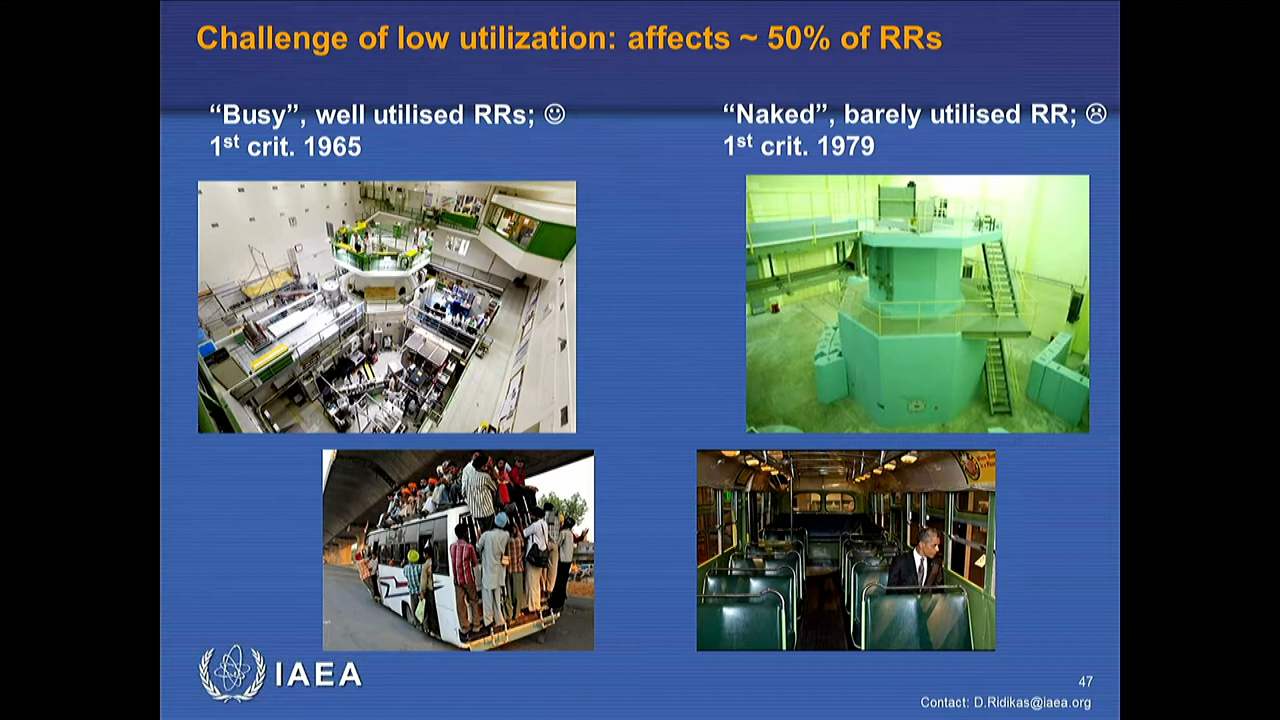 Challenge of low utilization: affects ~ 50% of RRs
“Busy”, well utilised RRs; ☺
1st crit. 1965
“Naked”, barely utilised RR; ☹
1st crit. 1979
IAEA
47
Contact: D.Ridikas@iaea.org